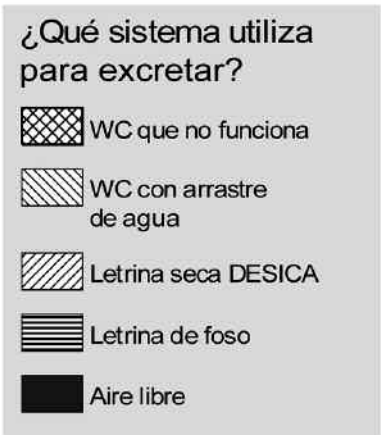 ¿Qué sistema utiliza
para excretar?
WC que no funciona
WC con arrastre
de agua
Letrina seca DESICA
Letrina de foso
Aire libre